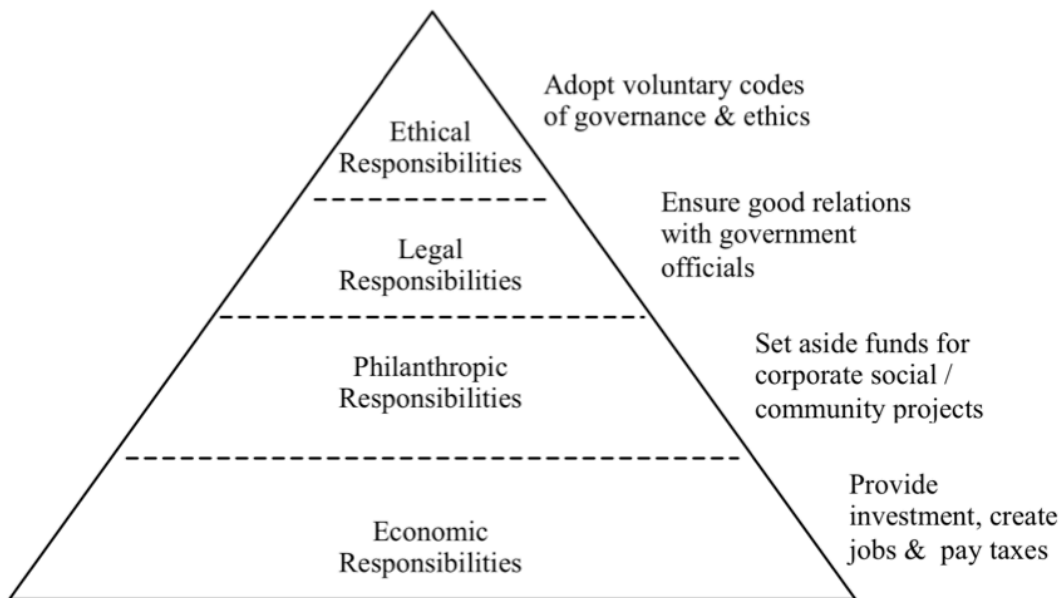 Adopt voluntary codes
of governance & ethics
Ethical
Responsibilities
Ensure good relations
with government
officials
Legal
Responsibilities
Set aside funds for
corporate social /
community projects
Philanthropic
Responsibilities
Provide
investment, create
jobs & pay taxes
Economic
Responsibilities